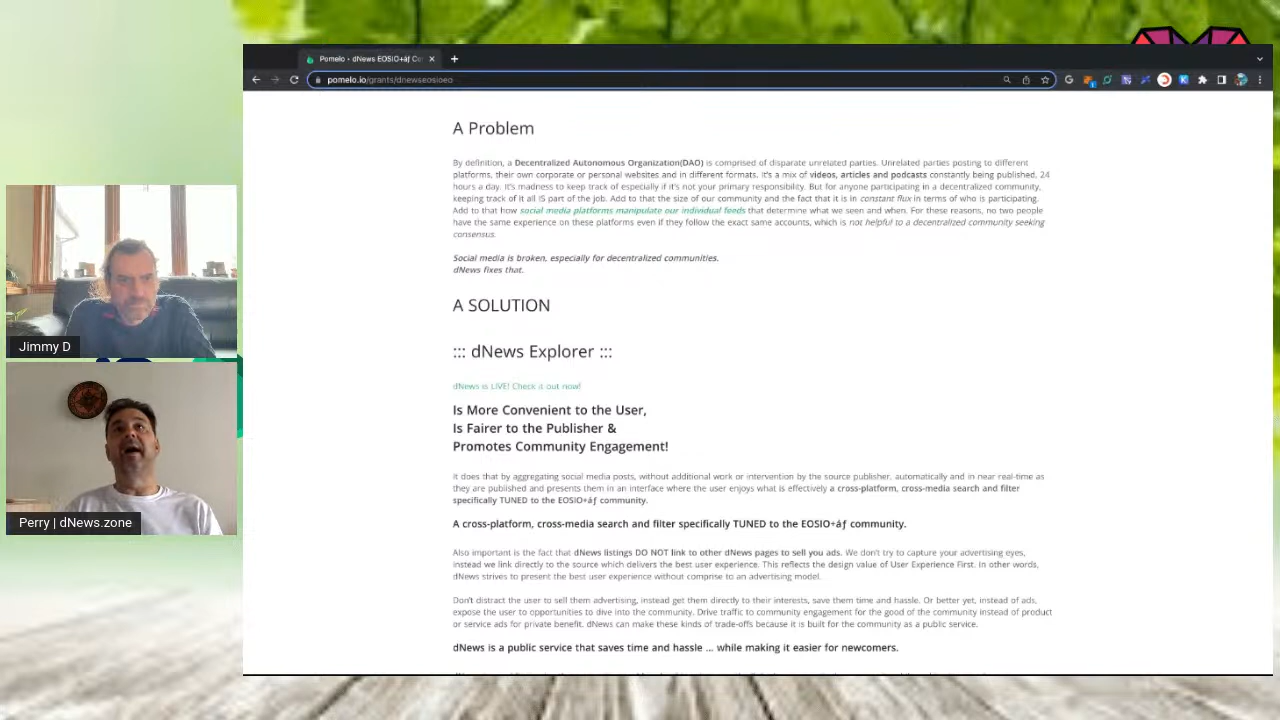 Pomelo › dNews EOSIO+áƒ Co
pomelo.io/grants/dnewseosioeo
A Problem
By definition, a Decentralized Autonomous Organization(DAO) is comprised of disparate unrelated parties. Unrelated parties posting to different
platforms, their own corporate or personal websites and in different formats. It's a mix of videos, articles and podcasts constantly being published, 24
hours a day. It's madness to keep track of especially if it's not your primary responsibility. But for anyone participating in a decentralized community,
keeping track of it all IS part of the job. Add to that the size of our community and the fact that it is in constant flux in terms of who is participating.
Add to that how social media platforms manipulate our individual feeds that determine what we seen and when. For these reasons, no two people
have the same experience on these platforms even if they follow the exact same accounts, which is not helpful to a decentralized community seeking
consensus.
Social media is broken, especially for decentralized communities.
dNews fixes that.
A SOLUTION
::: dNews Explorer :::
dNews is LIVE! Check it out now!
Is More Convenient to the User,
Is Fairer to the Publisher &
Promotes Community Engagement!
It does that by aggregating social media posts, without additional work or intervention by the source publisher, automatically and in near real-time as
they are published and presents them in an interface where the user enjoys what is effectively a cross-platform, cross-media search and filter
specifically TUNED to the EOSIO+áƒ community.
A cross-platform, cross-media search and filter specifically TUNED to the EOSIO+áƒ community.
Also important is the fact that dNews listings DO NOT link to other dNews pages to sell you ads. We don't try to capture your advertising eyes,
instead we link directly to the source which delivers the best user experience. This reflects the design value of User Experience First. In other words,
dNews strives to present the best user experience without comprise to an advertising model.
Don't distract the user to sell them advertising, instead get them directly to their interests, save them time and hassle. Or better yet, instead of ads,
expose the user to opportunities to dive into the community. Drive traffic to community engagement for the good of the community instead of product
or service ads for private benefit. dNews can make these kinds of trade-offs because it is built for the community as a public service.
dNews is a public service that saves time and hassle ... while making it easier for newcomers.
Jimmy D
Perry | dNews.zone